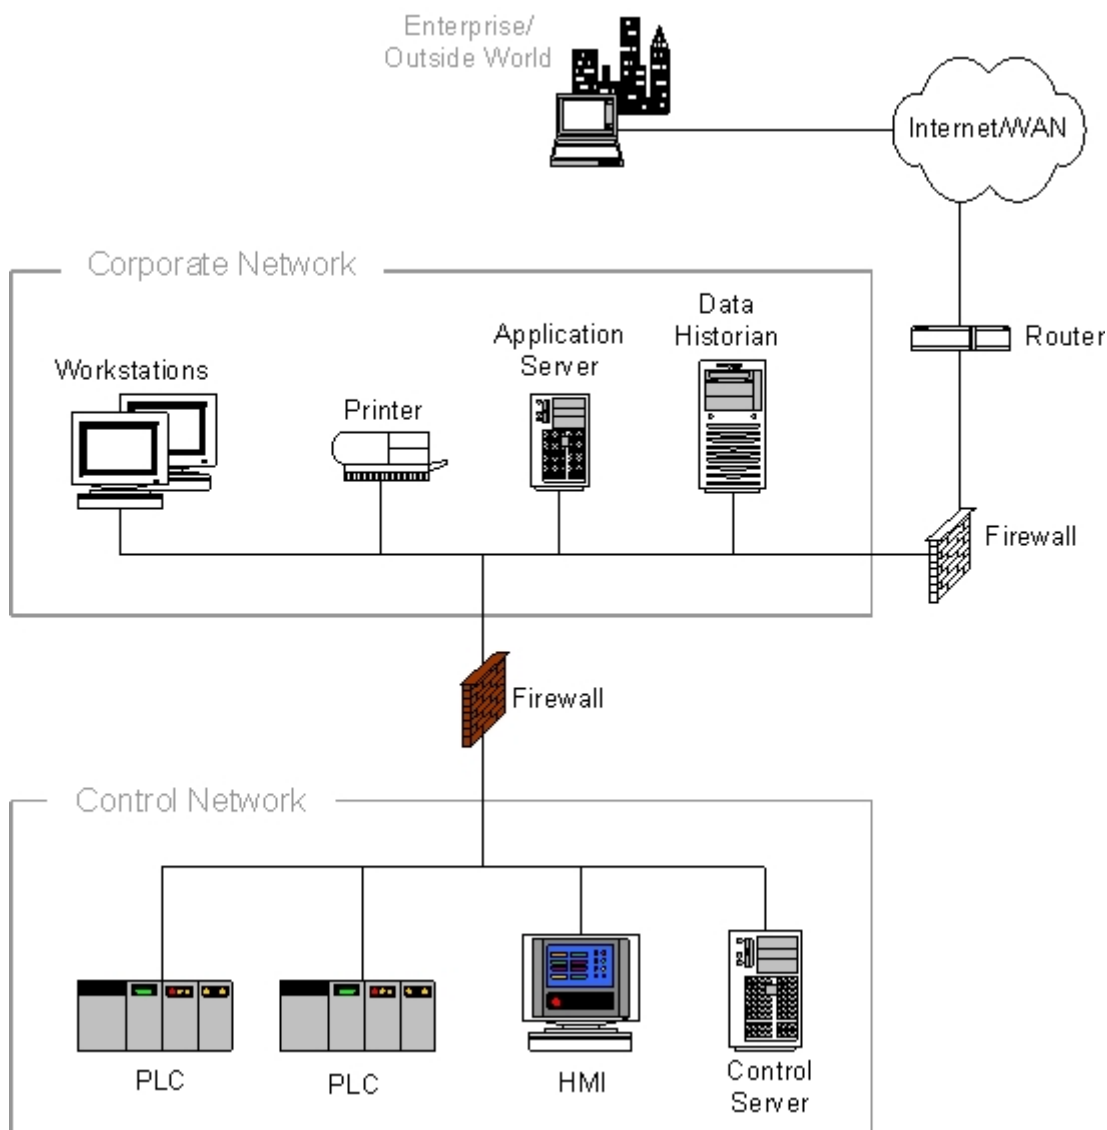 Enterprise/
Outside World
Internet/WAN
Corporate Network
Data
Historian
Application
Server
Router
Workstations
Printer
Firewall
Firewall
Control Network
PLC
PLC
HMI
Control
Server